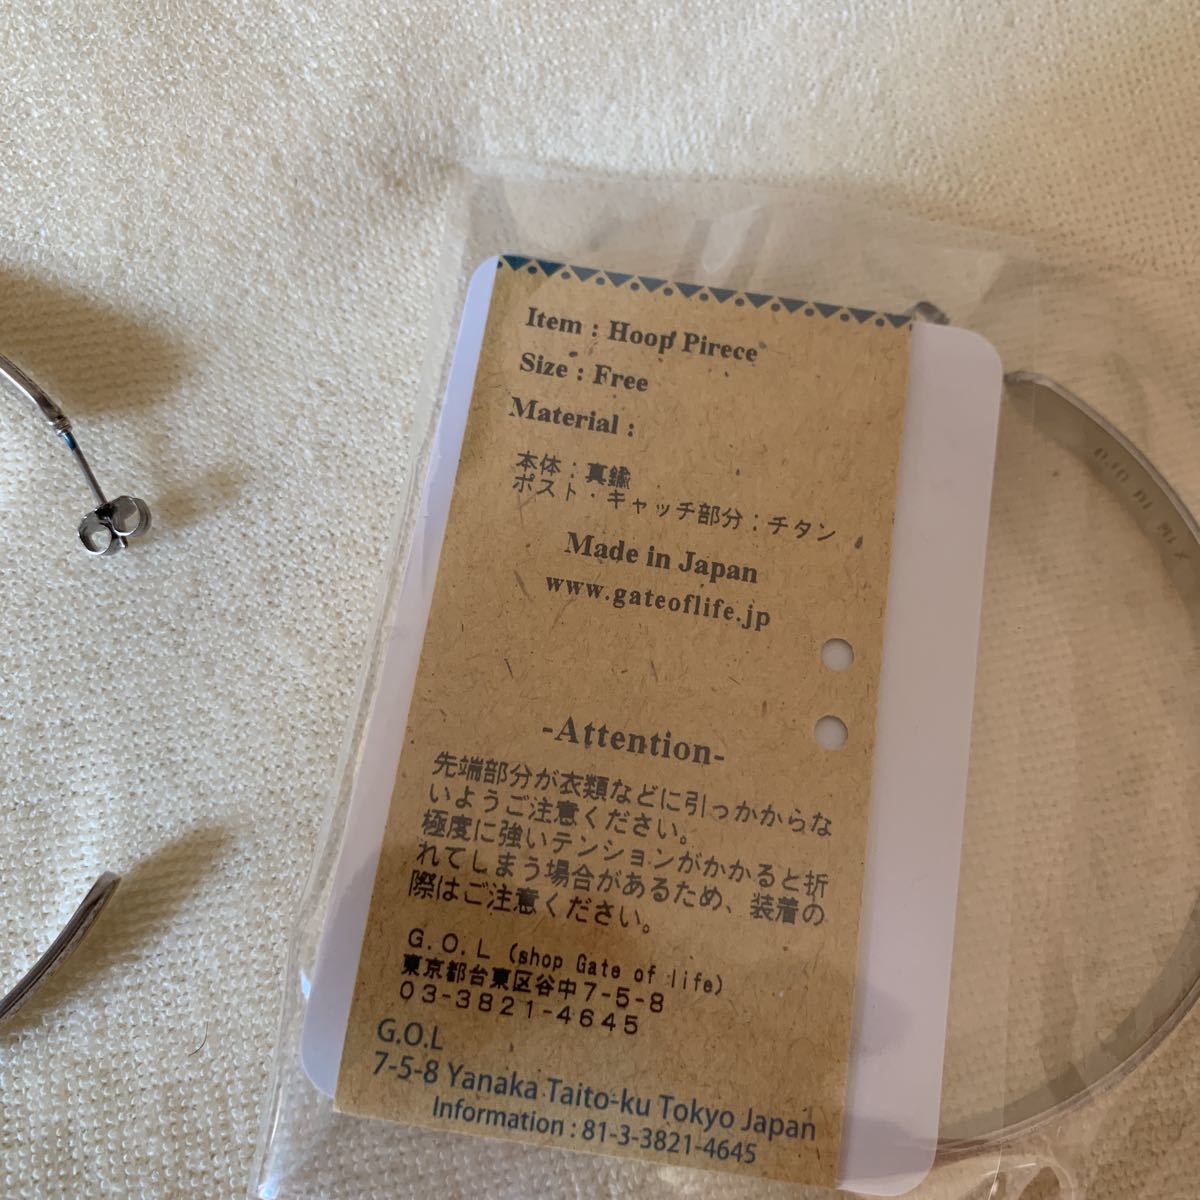 Item : Hoop Pirece
Size : Free
Material :
本体：真鍮
ポスト・キャッチ部分：チタン
Made in Japan
www.gateoflife.jp
-Attention-
先端部分が衣類などに引っかからな
いようご注意ください。
極度に強いテンションがかかると折
れてしまう場合があるため、装着の
際はご注意ください。
G.O.L (shop Gate of life)
東京都台東区谷中7-5-8
03-3821-4645
G.O.L
7-5-8 Yanaka Taito-ku Tokyo Japan
Information : 81-3-3821-4645